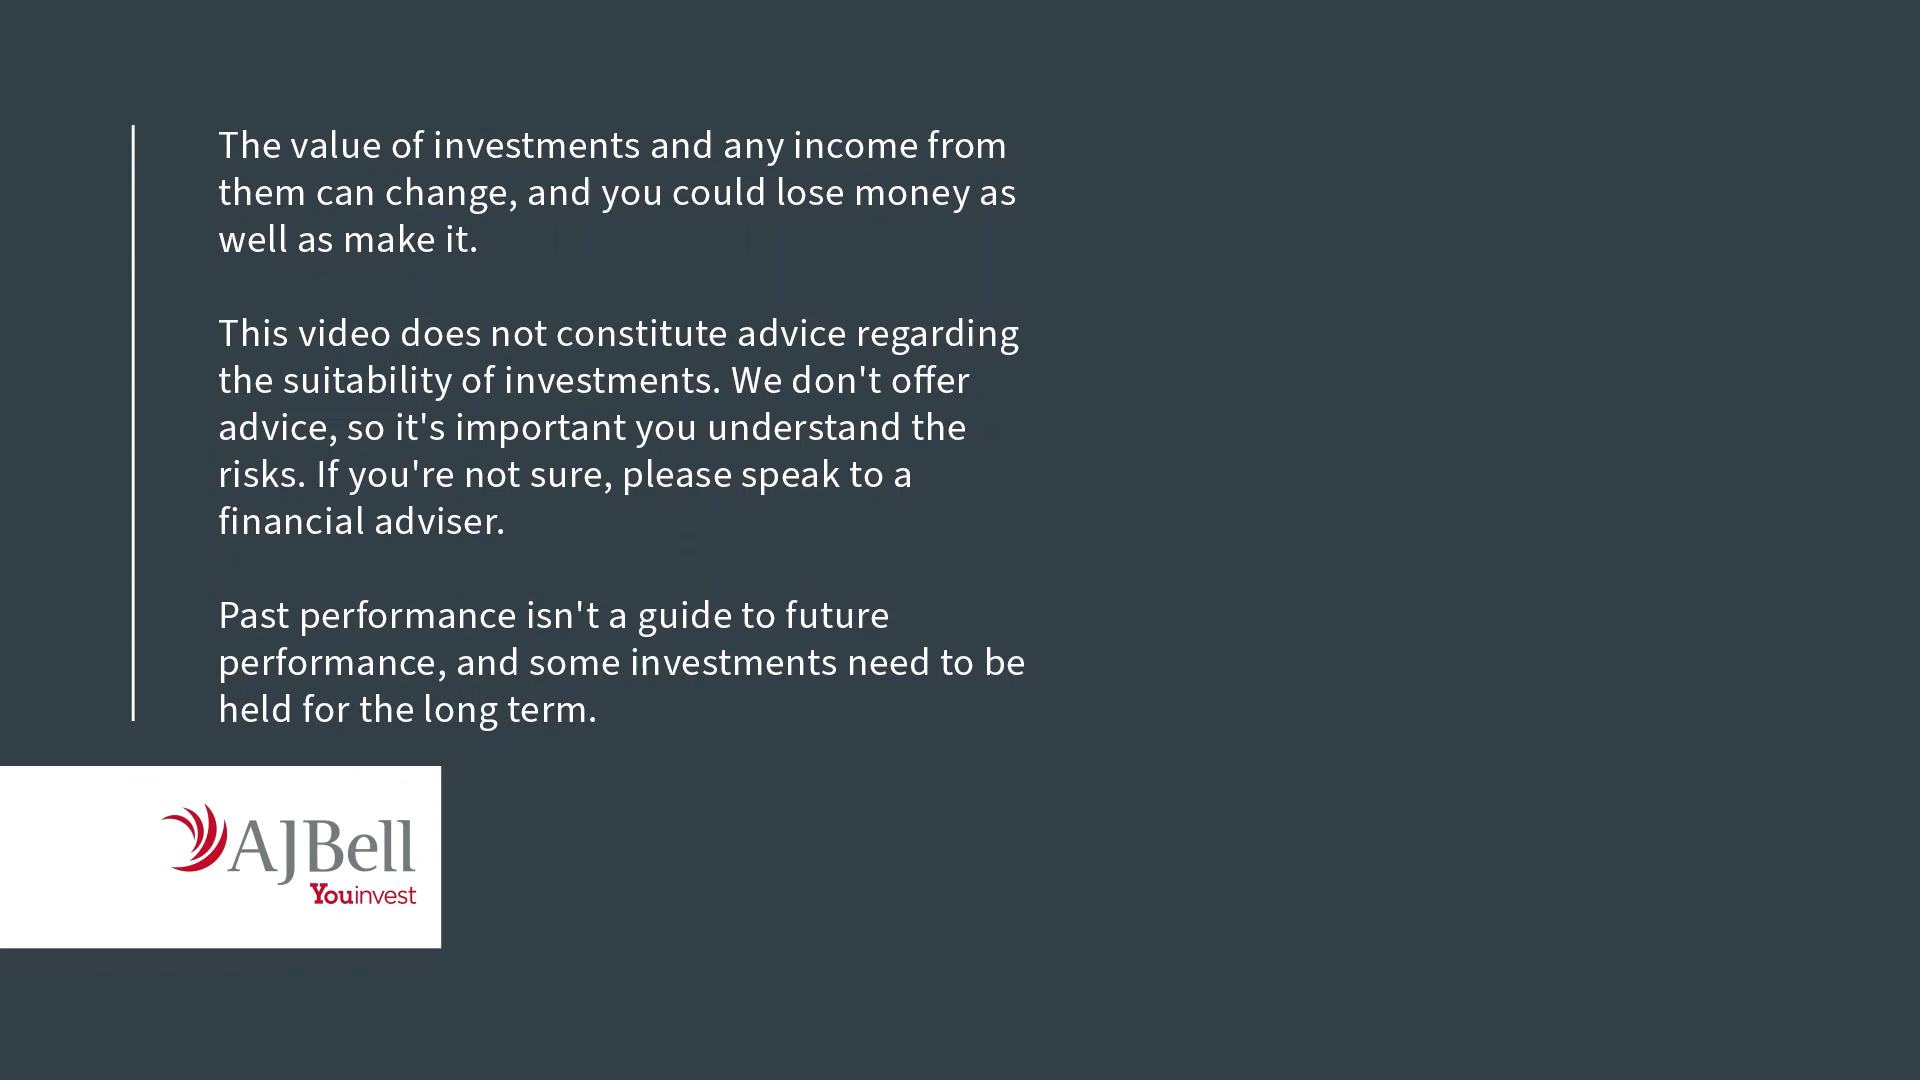 The value of investments and any income from
them can change, and you could lose money as
well as make it.
This video does not constitute advice regarding
the suitability of investments. We don't offer
advice, so it's important you understand the
risks. If you're not sure, please speak to a
financial adviser.
Past performance isn't a guide to future
performance, and some investments need to be
held for the long term.
AJBell
Youinvest